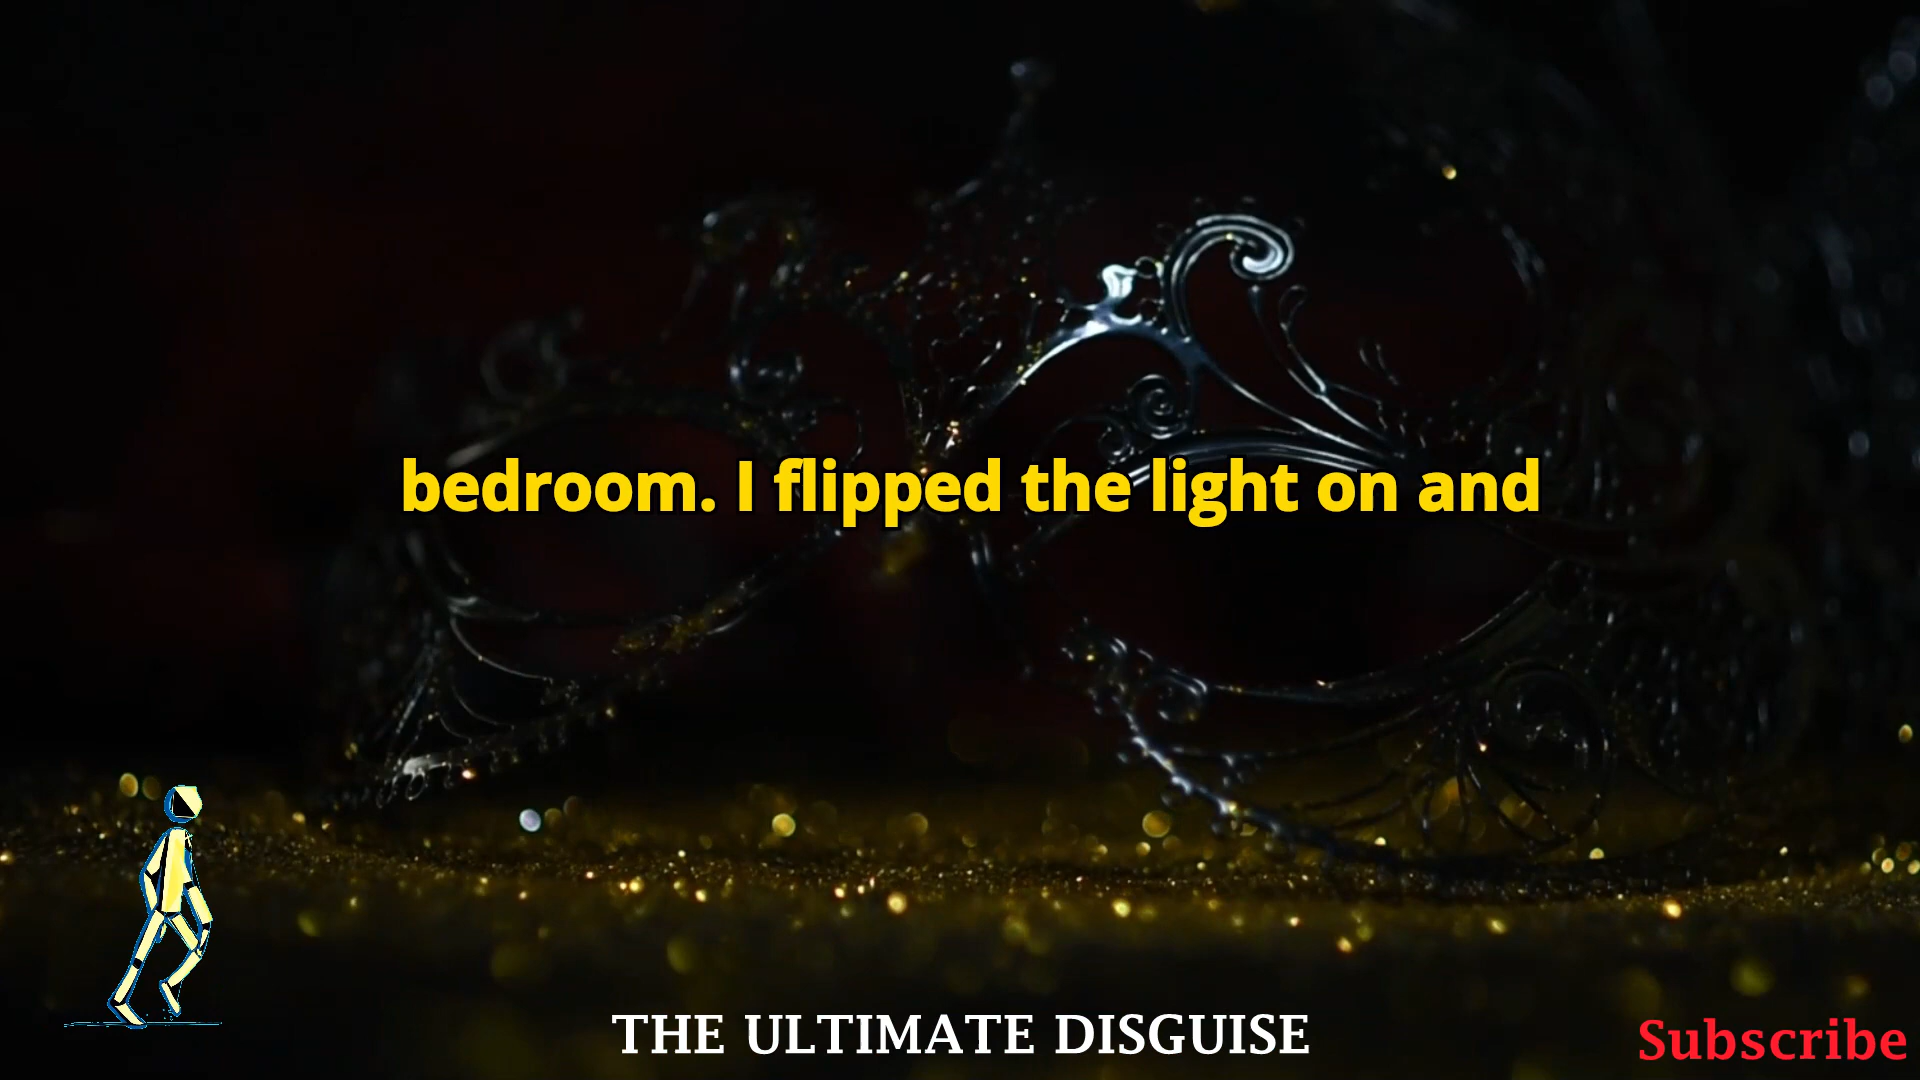 bedroom. I flipped the light on and
THE ULTIMATE DISGUISE
Subscribe